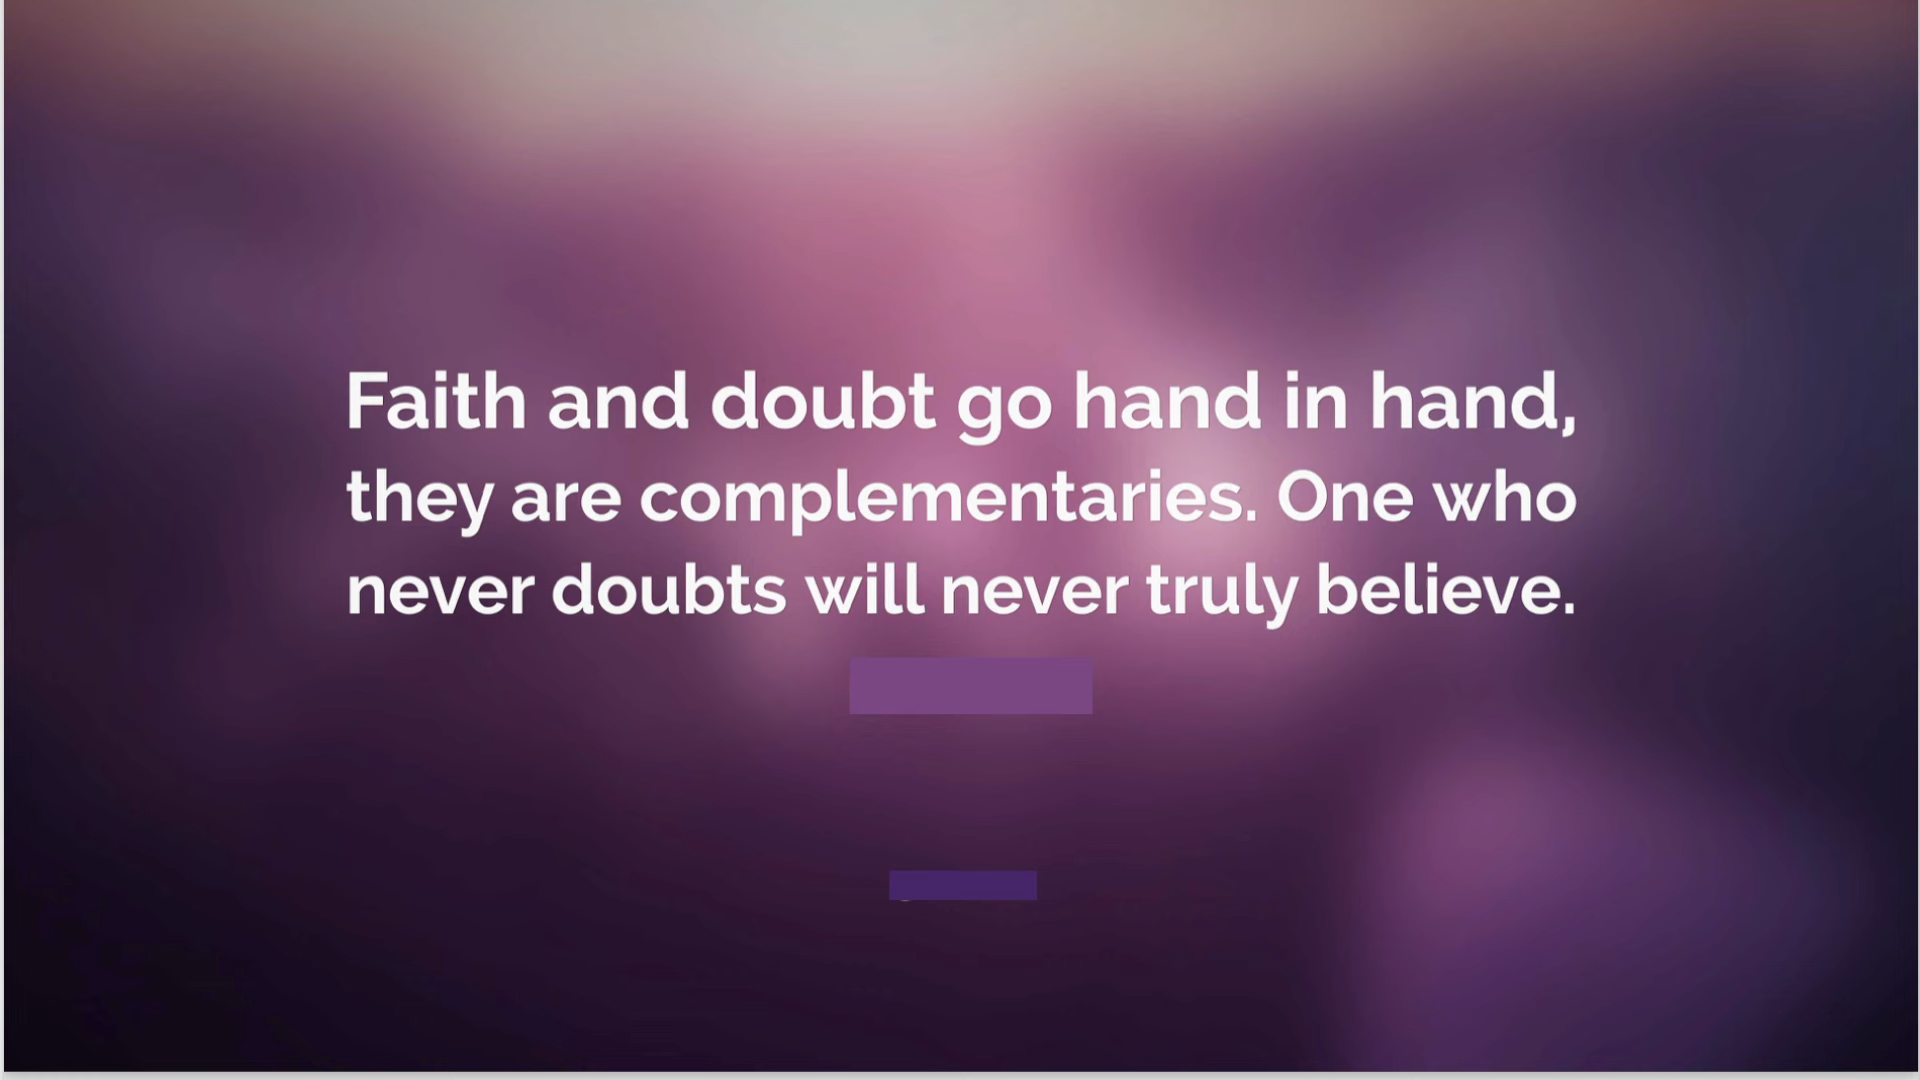 Faith and doubt go hand in hand,
they are complementaries. One who
never doubts will never truly believe.